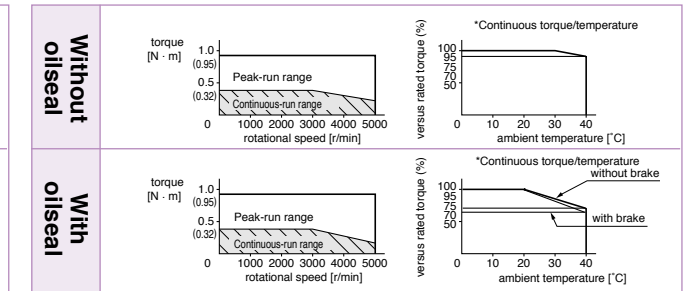 Without
oilseal
torque
[N · m]
1.0
(0.95)
0.5
(0.32)
Peak-run range
Continuous-run range
0 1000 2000 3000 4000 5000
rotational speed [r/min]
*Continuous torque/temperature
versus rated torque (%)
100
95
75
70
50
0 10 20 30 40
ambient temperature [˚C]
With
oilseal
torque
[N · m]
1.0
(0.95)
0.5
(0.32)
Peak-run range
Continuous-run range
0 1000 2000 3000 4000 5000
rotational speed [r/min]
*Continuous torque/temperature
without brake
versus rated torque (%)
100
95
75
70
50
with brake
0 10 20 30 40
ambient temperature [˚C]